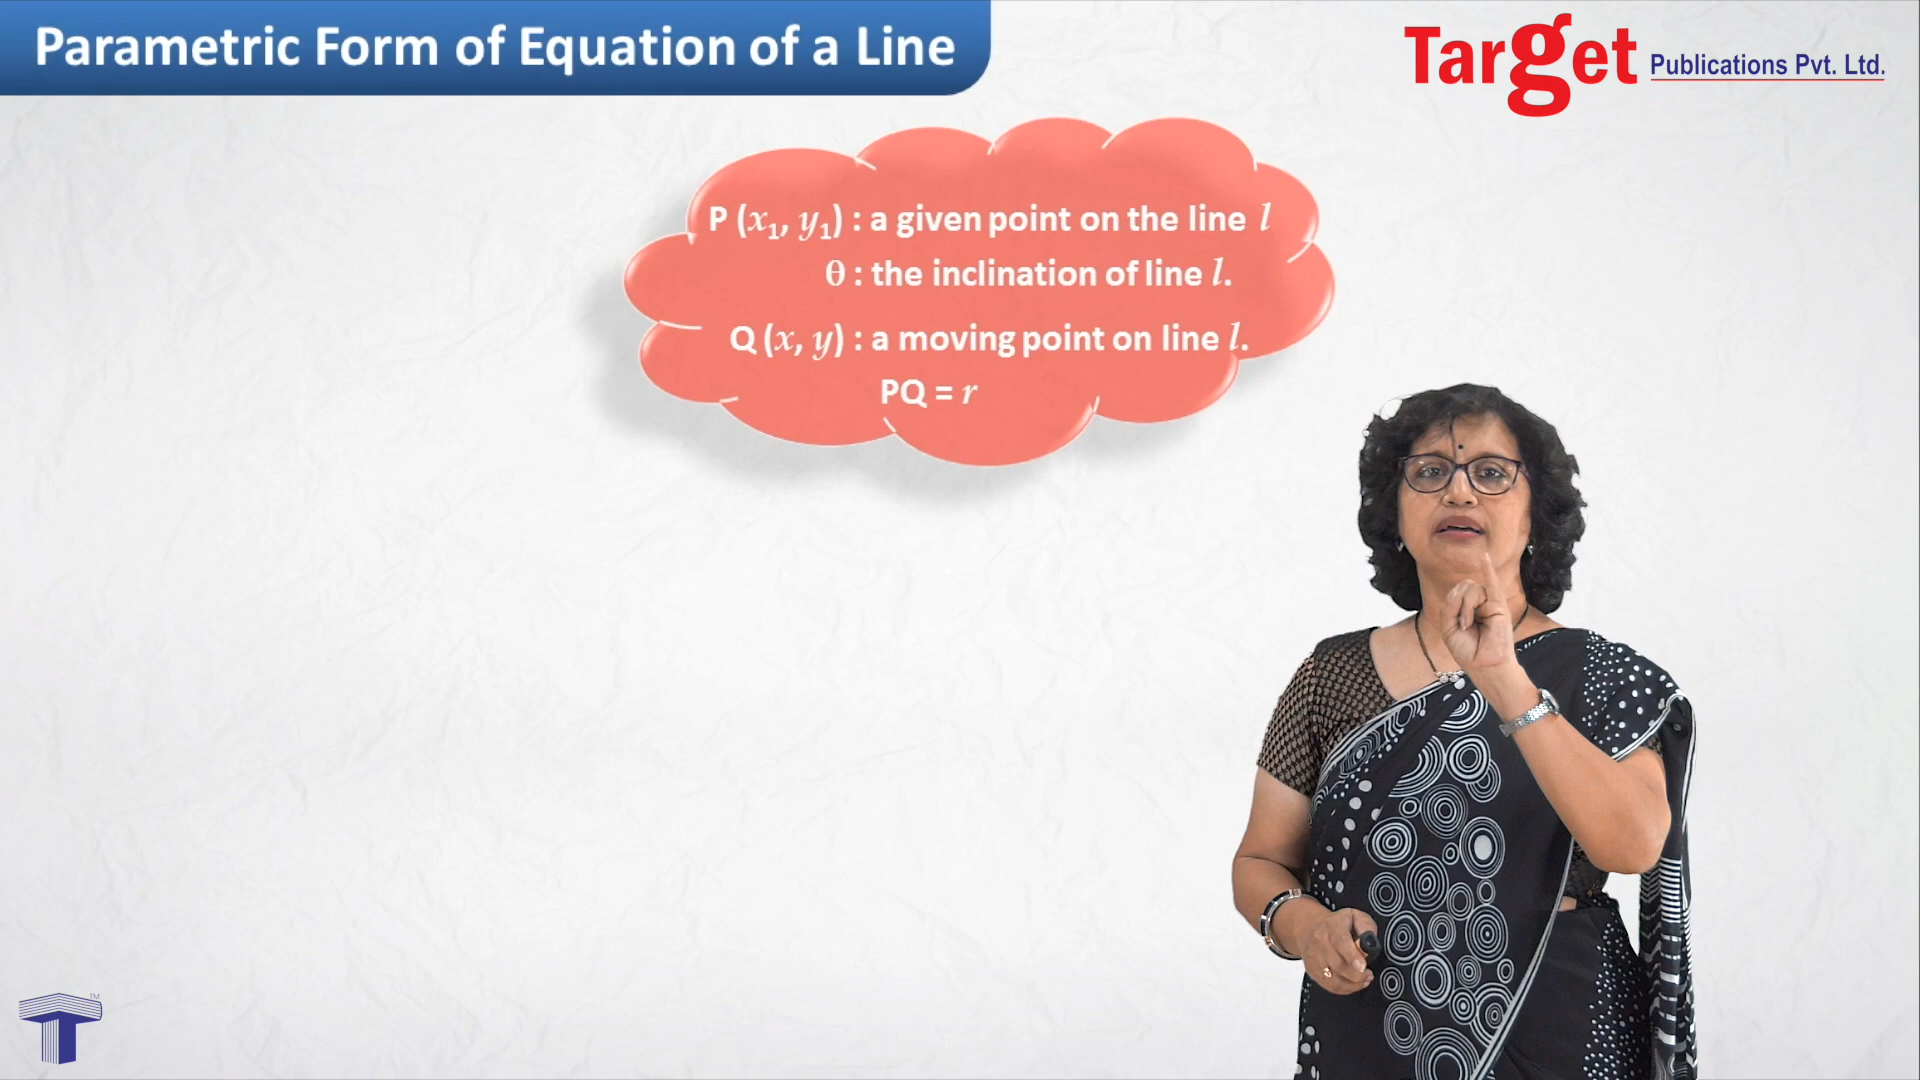 Parametric Form of Equation of a Line
Target Publications Pvt. Ltd.
P (x₁, y₁) : a given point on the line l
θ : the inclination of line l.
Q (x, y) : a moving point on line l.
PQ = r
TM